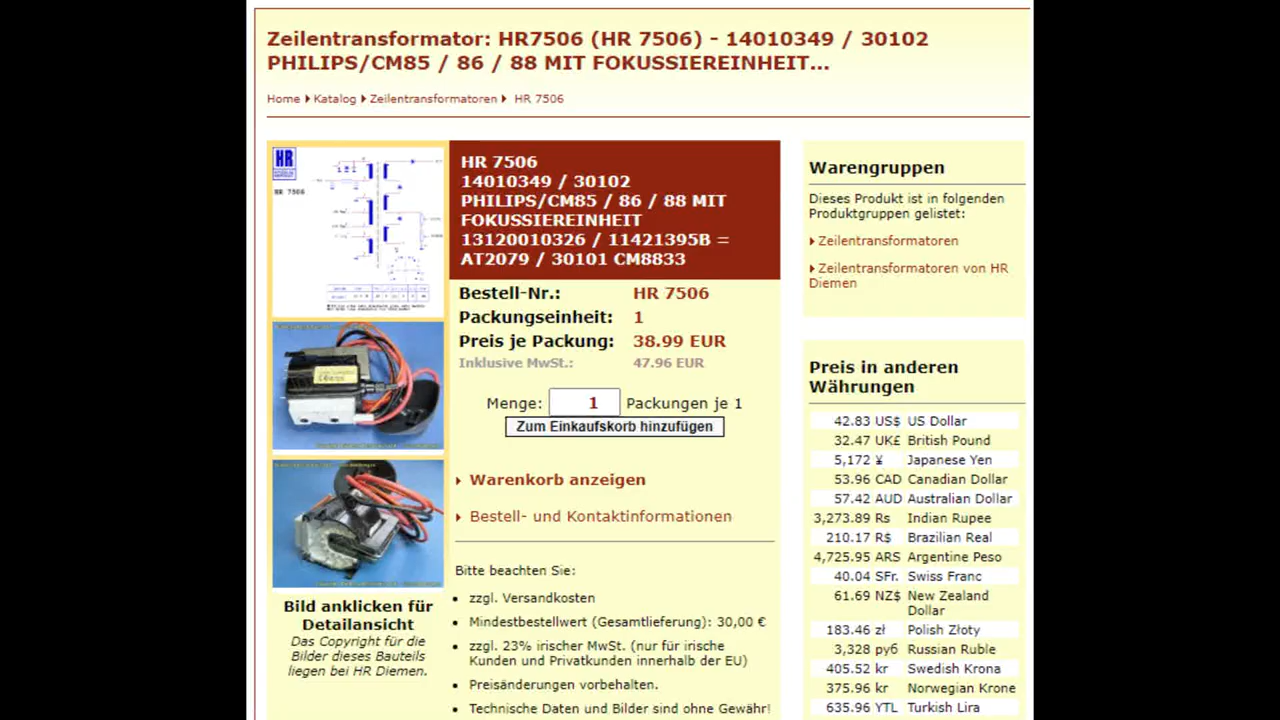 Zeilentransformator: HR7506 (HR 7506) - 14010349 / 30102
PHILIPS/CM85 / 86 / 88 MIT FOKUSSIEREINHEIT...
Home
Katalog
Zeilentransformatoren
HR 7506
HR
HR 7506
HR 7506
14010349 / 30102
PHILIPS/CM85 / 86 / 88 MIT
FOKUSSIEREINHEIT
13120010326 / 11421395B =
AT2079 / 30101 CM8833
Bestell-Nr.: HR 7506
Packungseinheit: 1
Preis je Packung: 38.99 EUR
Inklusive MwSt.: 47.96 EUR
Menge: 1 Packungen je 1
Zum Einkaufskorb hinzufügen
Warenkorb anzeigen
Bestell- und Kontaktinformationen
Bitte beachten Sie:
• zzgl. Versandkosten
• Mindestbestellwert (Gesamtlieferung): 30,00 €
• zzgl. 23% irischer MwSt. (nur für irische
Kunden und Privatkunden innerhalb der EU)
• Preisänderungen vorbehalten.
• Technische Daten und Bilder sind ohne Gewähr!
Bild anklicken für
Detailansicht
Das Copyright für die
Bilder dieses Bauteils
liegen bei HR Diemen.
Warengruppen
Dieses Produkt ist in folgenden
Produktgruppen gelistet:
Zeilentransformatoren
Zeilentransformatoren von HR
Diemen
Preis in anderen
Währungen
42.83 US$ US Dollar
32.47 UK£ British Pound
5,172 ¥ Japanese Yen
53.96 CAD Canadian Dollar
57.42 AUD Australian Dollar
3,273.89 Rs Indian Rupee
210.17 R$ Brazilian Real
4,725.95 ARS Argentine Peso
40.04 SFr. Swiss Franc
61.69 NZ$ New Zealand
Dollar
183.46 zł Polish Złoty
3,328 руб Russian Ruble
405.52 kr Swedish Krona
375.96 kr Norwegian Krone
635.96 YTL Turkish Lira